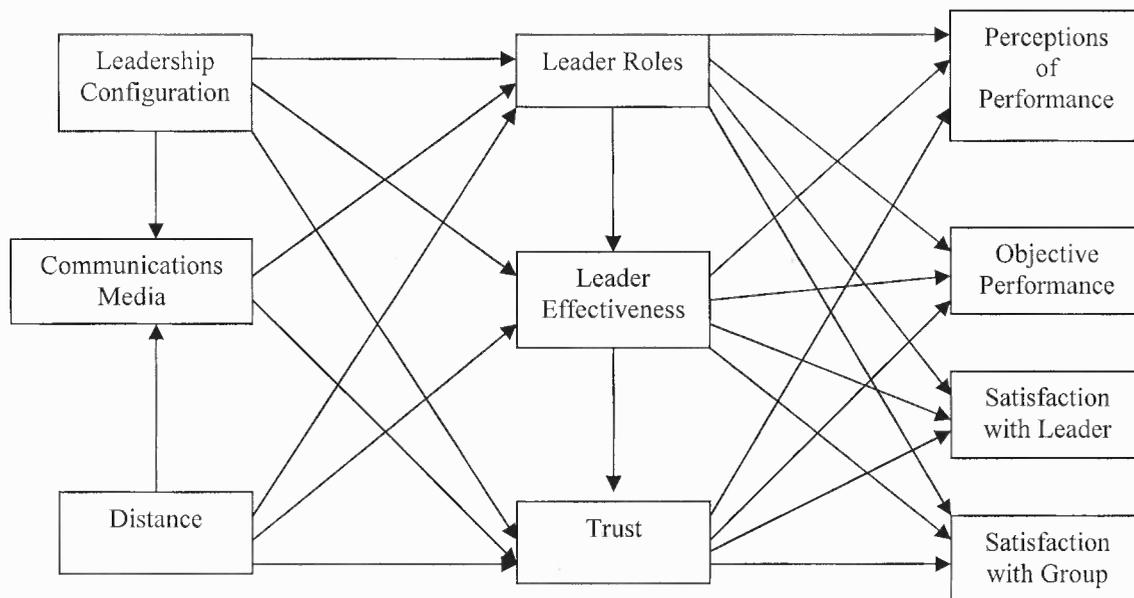 Leadership
Configuration
Leader Roles
Perceptions
of
Performance
Communications
Media
Leader
Effectiveness
Objective
Performance
Satisfaction
with Leader
Distance
Trust
Satisfaction
with Group